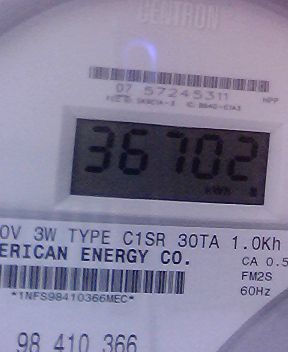 CENTRON
07 57245311
36702
KWH
0V 3W TYPE C1SR 30TA 1.0Kh
ERICAN ENERGY CO.
CA 0.5
FM2S
*1NFS98410366MEC*
60Hz
98 410 366